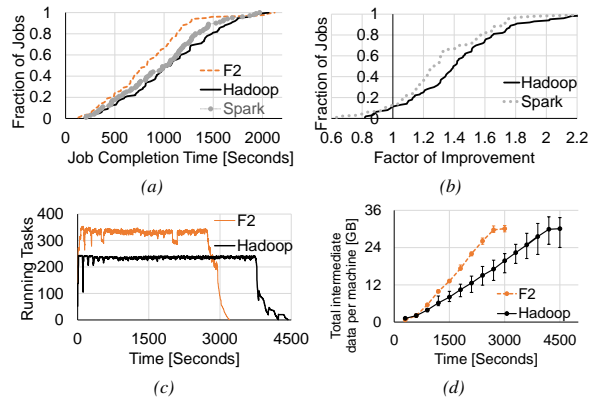 Fraction of Jobs
1
0.8
0.6
0.4
0.2
0
F2
Hadoop
Spark
0 500 1000 1500 2000
Job Completion Time [Seconds]
(a)
Fraction of Jobs
1
0.8
0.6
0.4
0.2
0
Hadoop
Spark
0.6 0.8 1 1.2 1.4 1.6 1.8 2 2.2
Factor of Improvement
(b)
Running Tasks
400
300
200
100
0
F2
Hadoop
0 1500 3000 4500
Time [Seconds]
(c)
Total intermediate
data per machine [GB]
36
24
12
0
F2
Hadoop
0 1500 3000 4500
Time [Seconds]
(d)